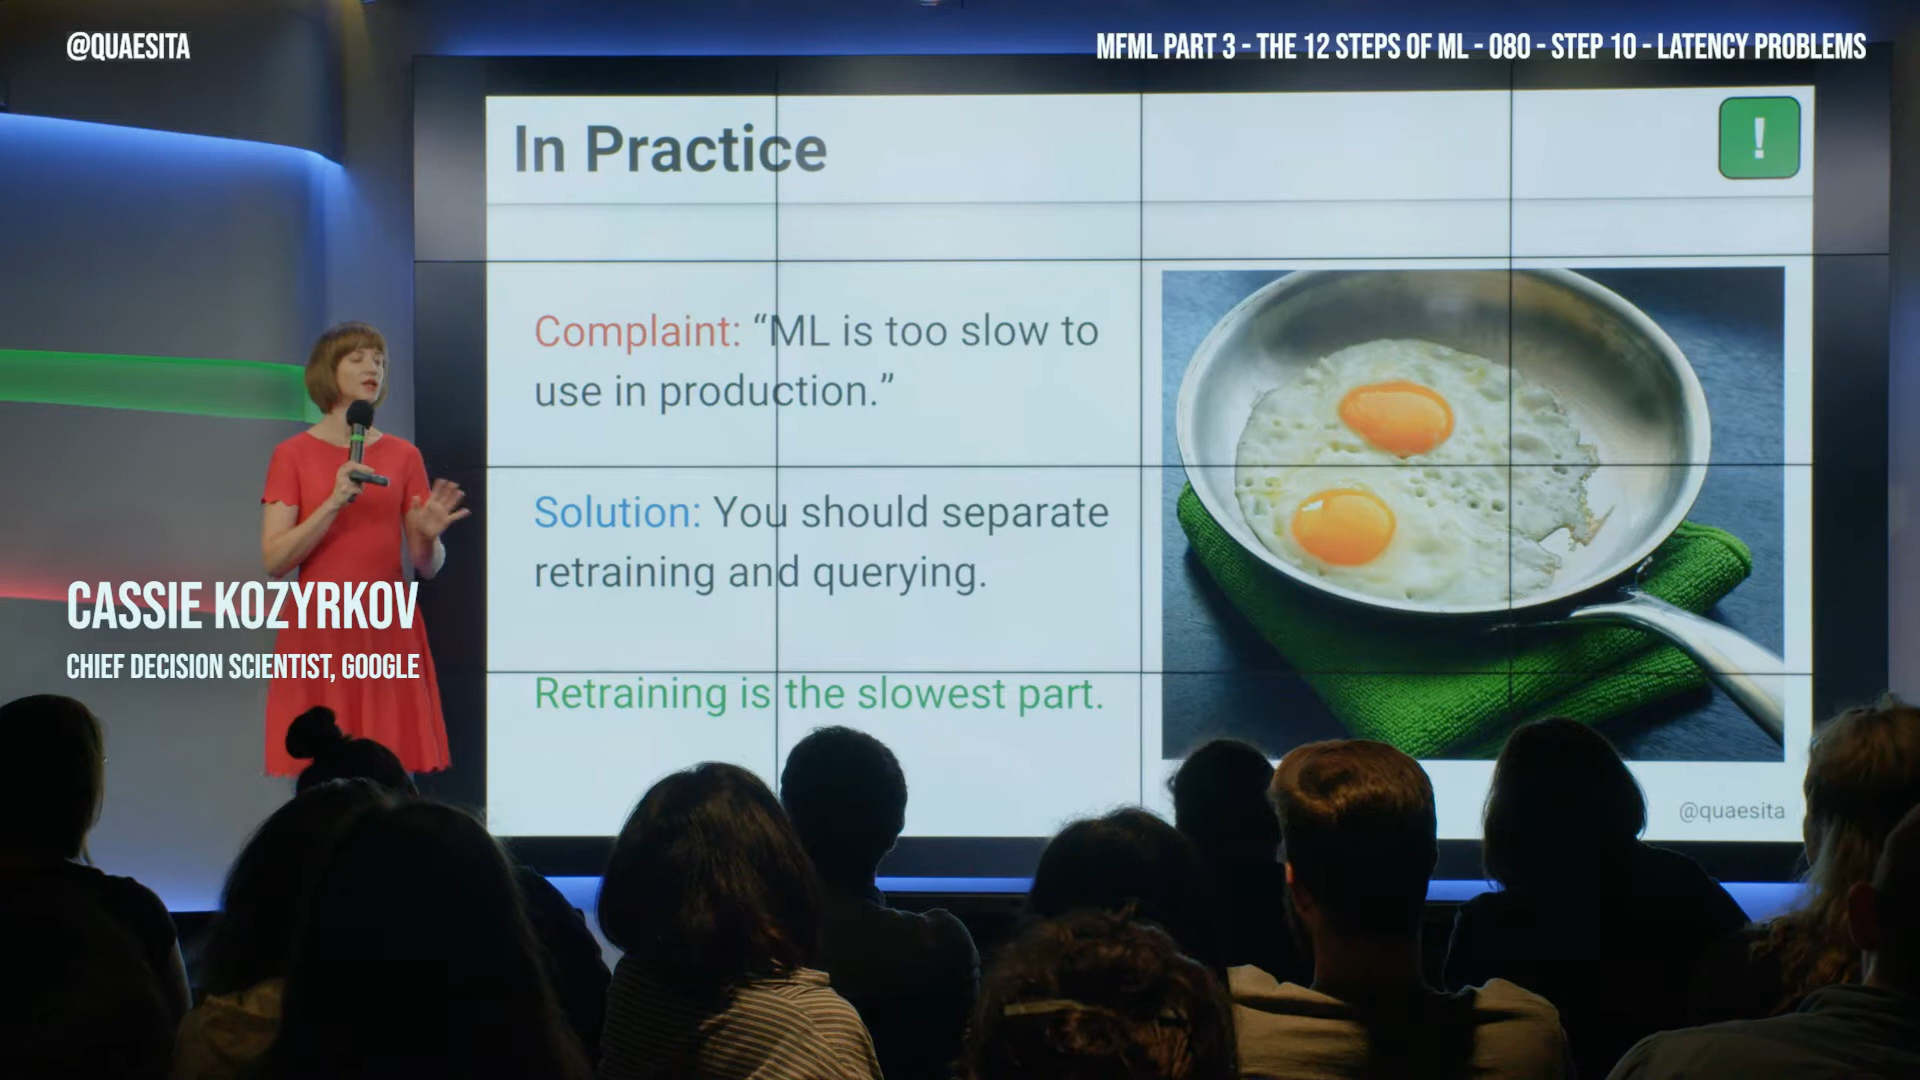 @QUAESITA
MFML PART 3 - THE 12 STEPS OF ML - 080 - STEP 10 - LATENCY PROBLEMS
In Practice
!
Complaint: “ML is too slow to
use in production.”
Solution: You should separate
retraining and querying.
Retraining is the slowest part.
@quaesita
CASSIE KOZYRKOV
CHIEF DECISION SCIENTIST, GOOGLE